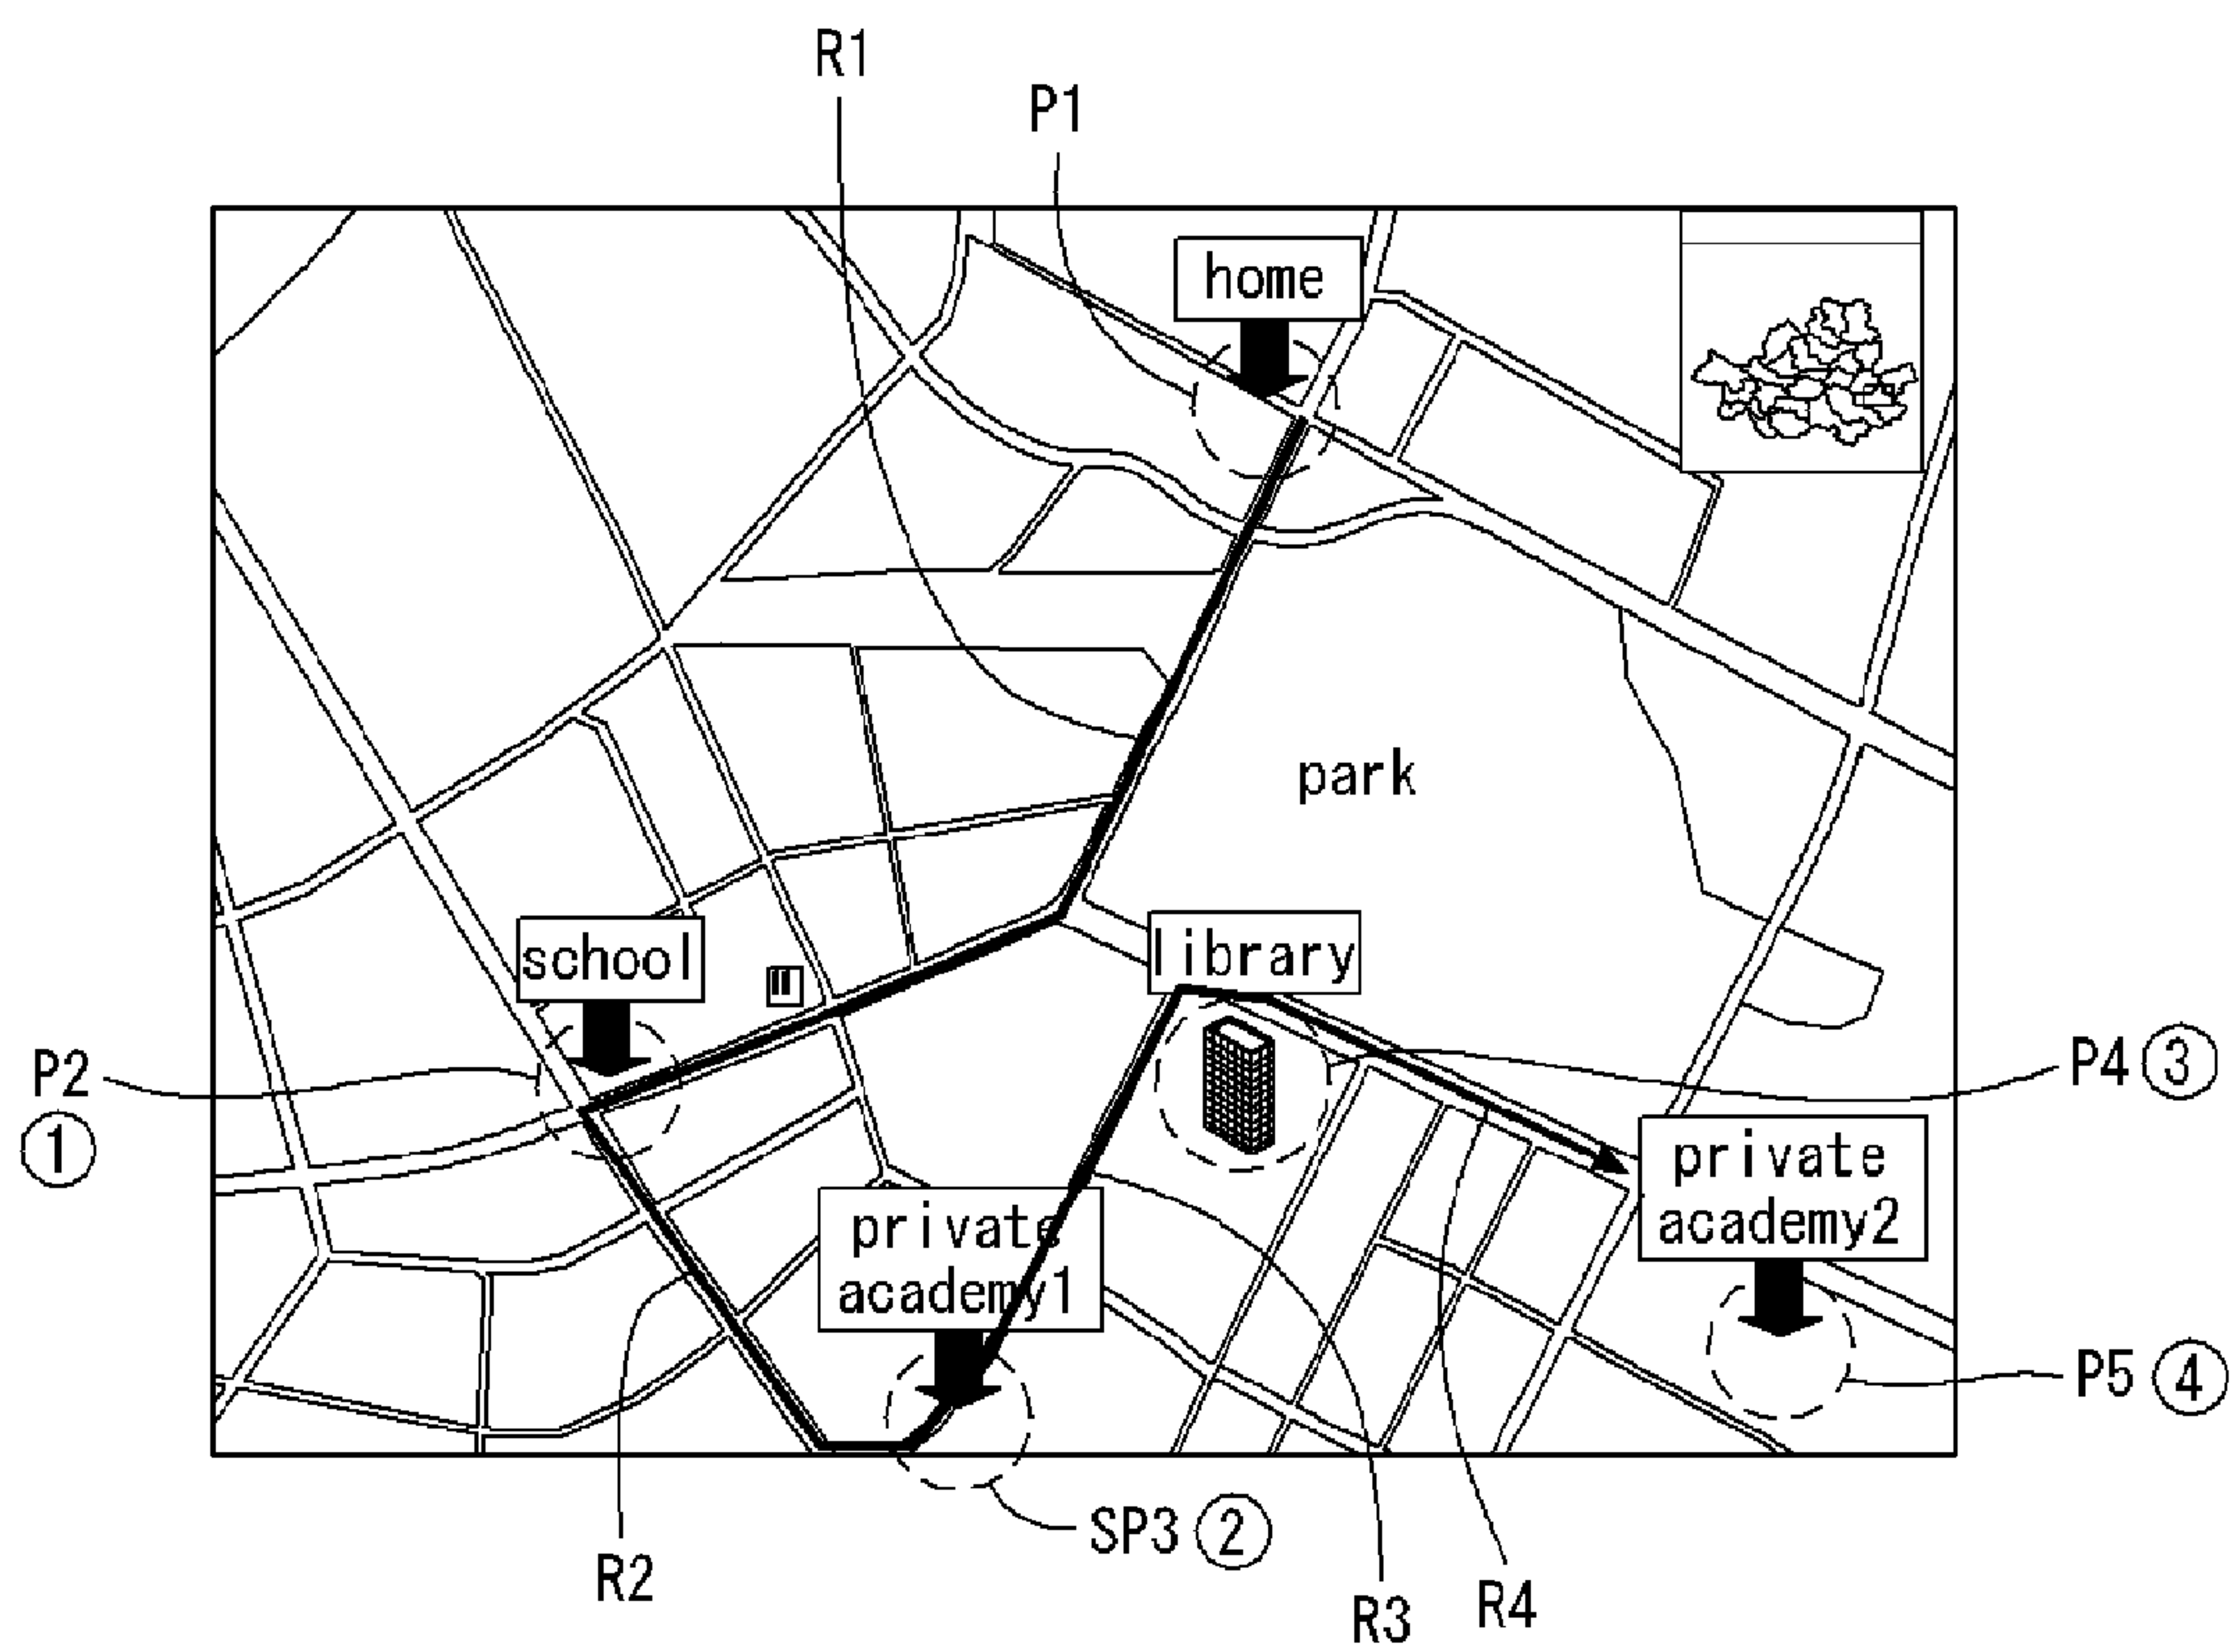 R1
P1
home
park
school
library
P2
①
P4 ③
private
academy2
private
academy1
P5 ④
SP3 ②
R2
R3
R4